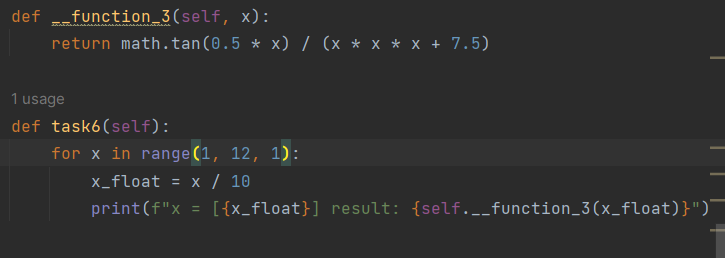 def __function_3(self, x):
    return math.tan(0.5 * x) / (x * x * x + 7.5)
1 usage
def task6(self):
    for x in range(1, 12, 1):
        x_float = x / 10
        print(f"x = [{x_float}] result: {self.__function_3(x_float)}")